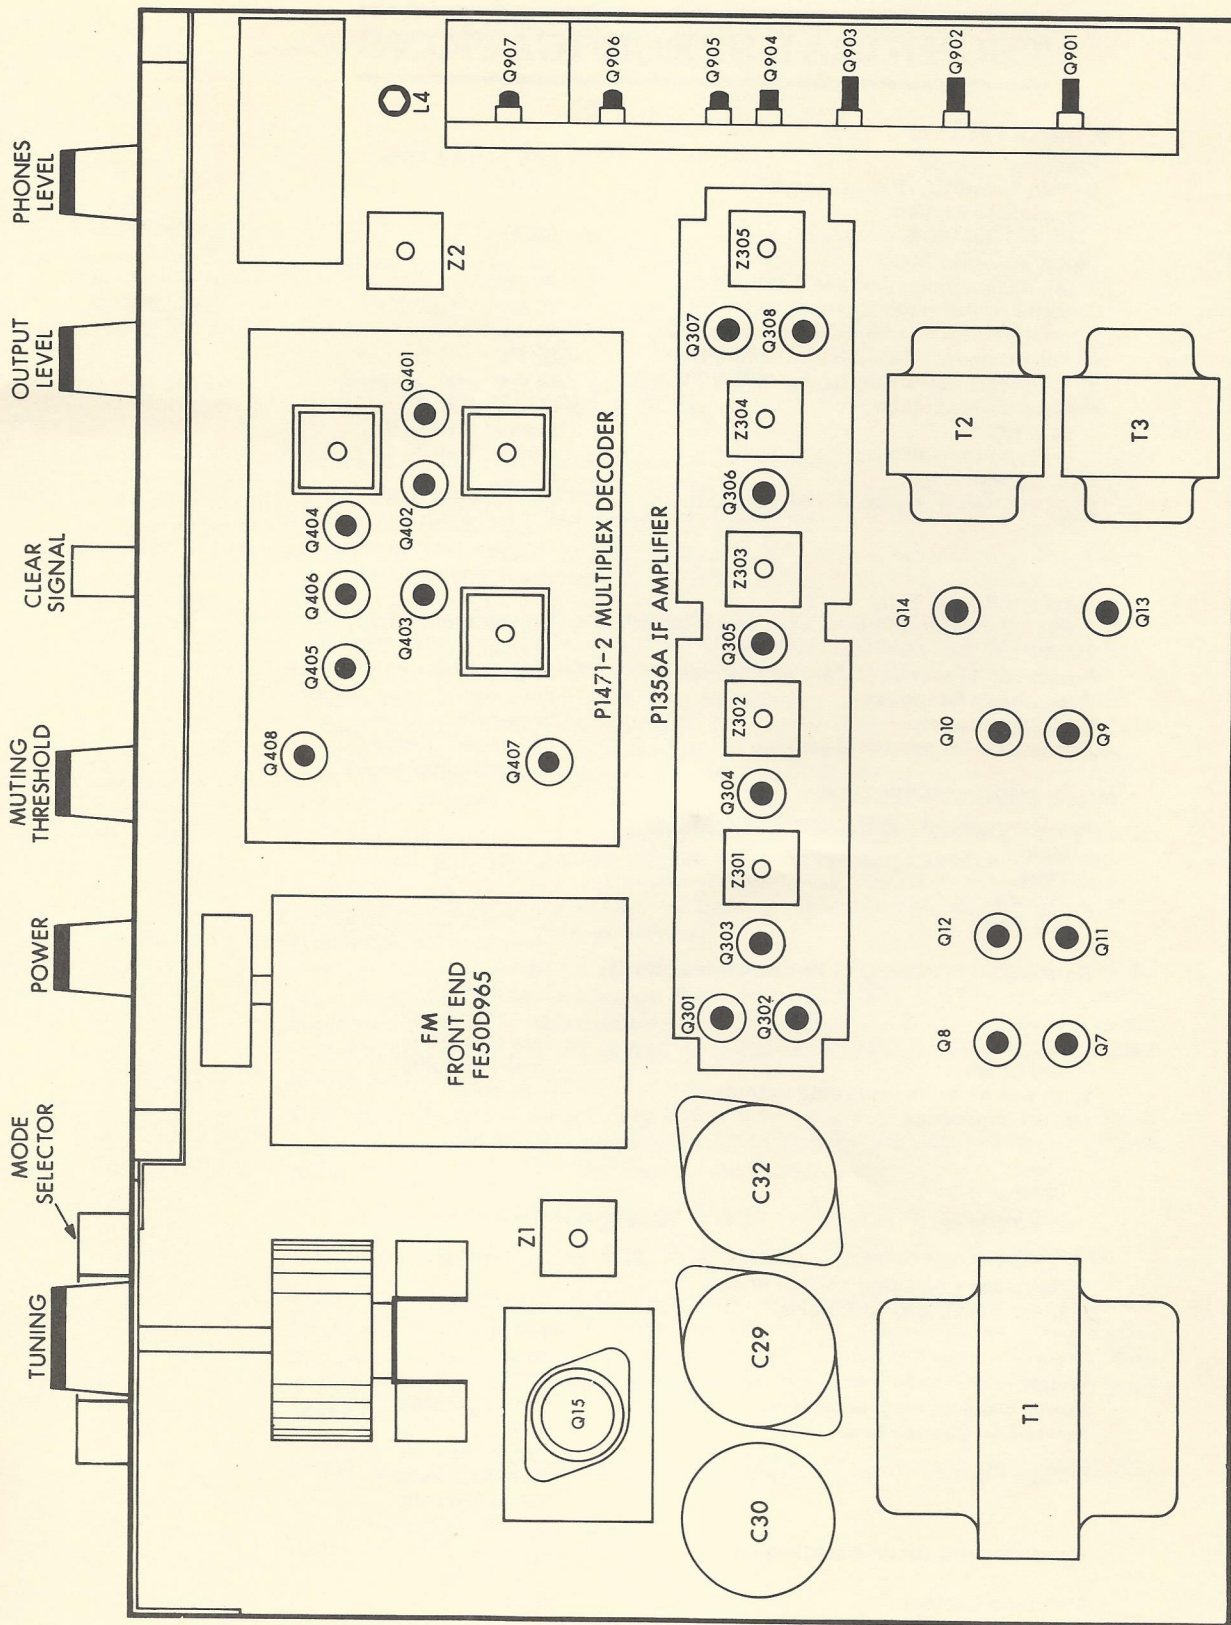 TUNING
MODE
SELECTOR
POWER
MUTING
THRESHOLD
CLEAR
SIGNAL
OUTPUT
LEVEL
PHONES
LEVEL
L4
Z2
FM
FRONT END
FE50D965
Q408
Q405
Q406
Q404
Q403
Q402
Q401
Q407
P1471-2 MULTIPLEX DECODER
Z1
Q15
P1356A IF AMPLIFIER
Q301
Q302
Q303
Z301
Q304
Z302
Q305
Z303
Q306
Z304
Q307
Q308
Z305
Q907
Q906
Q905
Q904
Q903
Q902
Q901
C30
C29
C32
T1
Q8
Q7
Q12
Q11
Q10
Q9
Q14
Q13
T2
T3